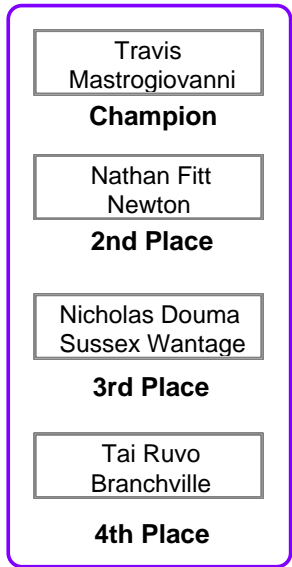 Travis
Mastrogiovanni
Champion
Nathan Fitt
Newton
2nd Place
Nicholas Douma
Sussex Wantage
3rd Place
Tai Ruvo
Branchville
4th Place